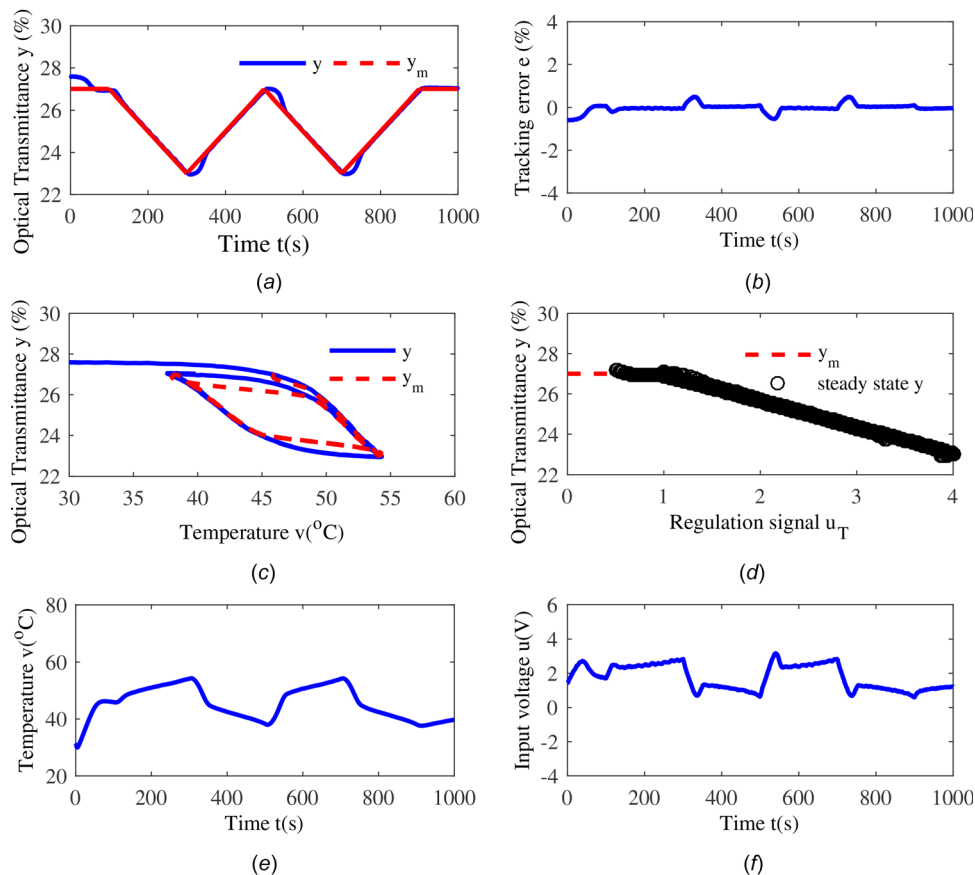 30
28
26
24
22
Optical Transmittance y (%)
y
y_m
0 200 400 600 800 1000
Time t(s)
(a)
4
2
0
-2
-4
Tracking error e (%)
0 200 400 600 800 1000
Time t(s)
(b)
30
28
26
24
22
Optical Transmittance y (%)
y
y_m
30 35 40 45 50 55 60
Temperature v(°C)
(c)
30
28
26
24
22
Optical Transmittance y (%)
y_m
steady state y
0 1 2 3 4
Regulation signal u_T
(d)
80
60
40
20
Temperature v(°C)
0 200 400 600 800 1000
Time t(s)
(e)
6
4
2
0
-2
-4
Input voltage u(V)
0 200 400 600 800 1000
Time t(s)
(f)